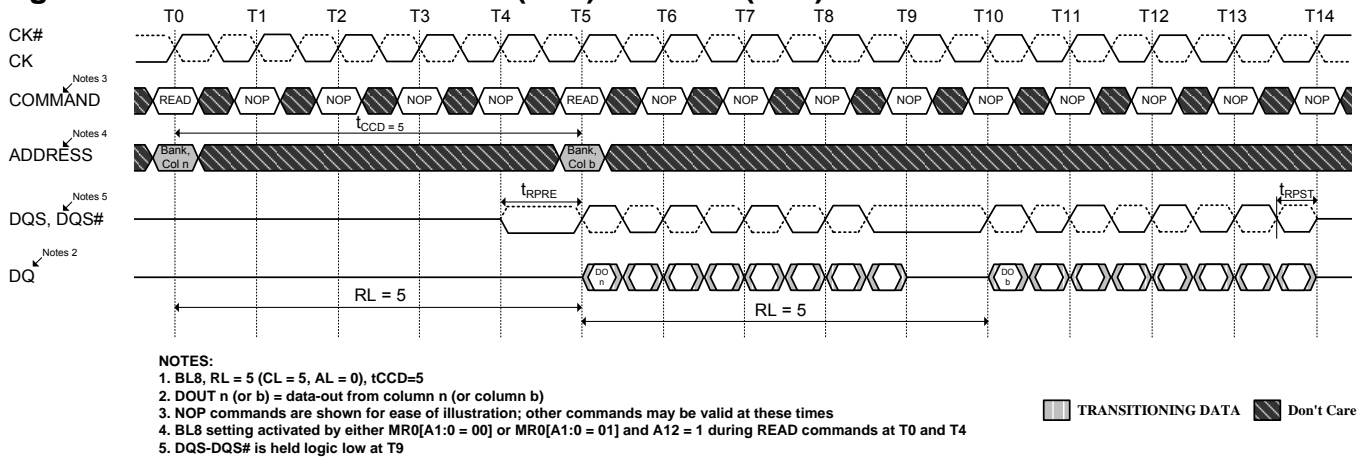 T0 T1 T2 T3 T4 T5 T6 T7 T8 T9 T10 T11 T12 T13 T14
CK#
CK
Notes 3
COMMAND READ NOP NOP NOP NOP READ NOP NOP NOP NOP NOP NOP NOP NOP NOP
tCCD = 5
Notes 4
ADDRESS
Bank, Col n
Bank, Col b
tRPRE
tRPST
Notes 5
DQS, DQS#
Notes 2
DQ
DO n
DO b
RL = 5
RL = 5
NOTES:
1. BL8, RL = 5 (CL = 5, AL = 0), tCCD=5
2. DOUT n (or b) = data-out from column n (or column b)
3. NOP commands are shown for ease of illustration; other commands may be valid at these times
4. BL8 setting activated by either MR0[A1:0 = 00] or MR0[A1:0 = 01] and A12 = 1 during READ commands at T0 and T4
5. DQS-DQS# is held logic low at T9
TRANSITIONING DATA
Don't Care